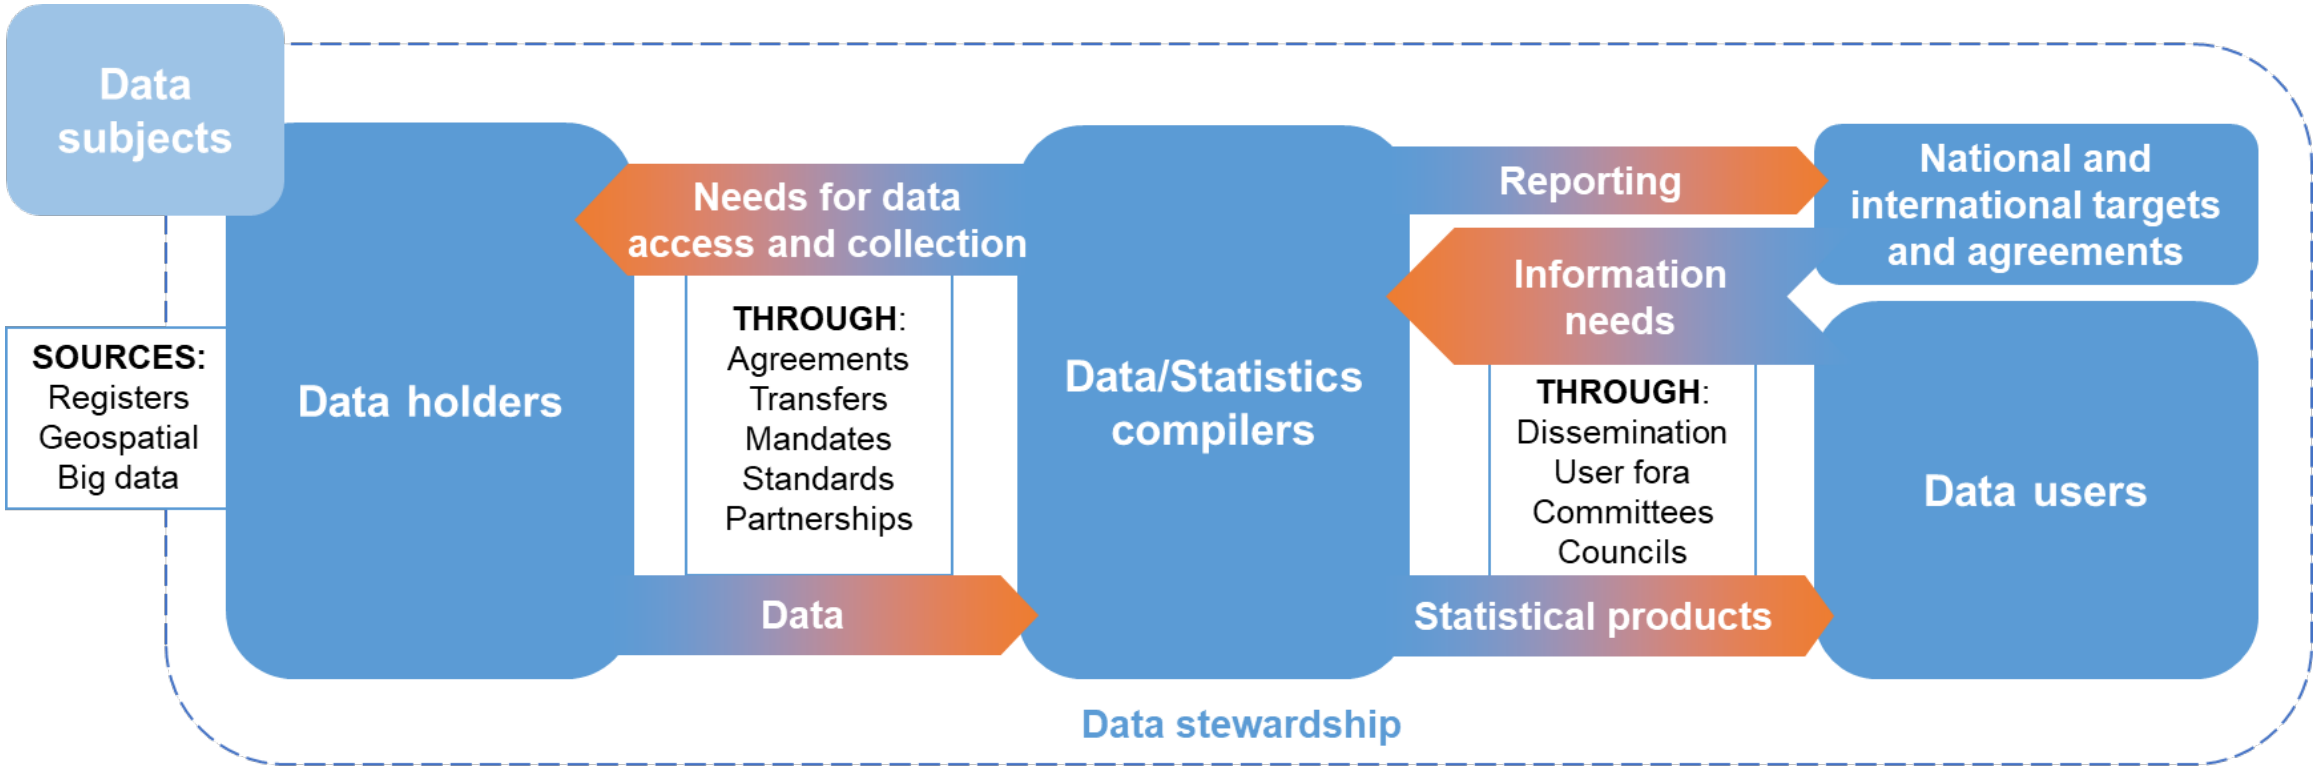 Data
subjects
SOURCES:
Registers
Geospatial
Big data
Data holders
Needs for data
access and collection
THROUGH:
Agreements
Transfers
Mandates
Standards
Partnerships
Data
Data/Statistics
compilers
Reporting
Information
needs
THROUGH:
Dissemination
User fora
Committees
Councils
Statistical products
National and
international targets
and agreements
Data users
Data stewardship